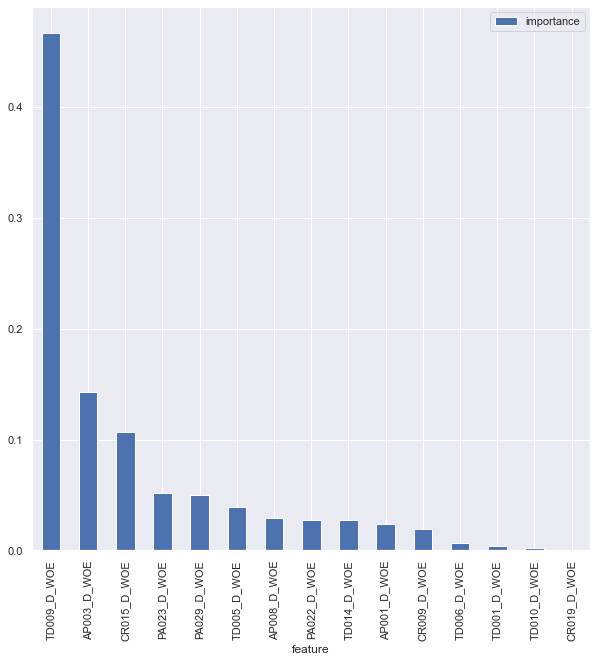 importance
0.4
0.3
0.2
0.1
0.0
TD009_D_WOE
AP003_D_WOE
CR015_D_WOE
PA023_D_WOE
PA029_D_WOE
TD005_D_WOE
AP008_D_WOE
PA022_D_WOE
TD014_D_WOE
AP001_D_WOE
CR009_D_WOE
TD006_D_WOE
TD001_D_WOE
TD010_D_WOE
CR019_D_WOE
feature